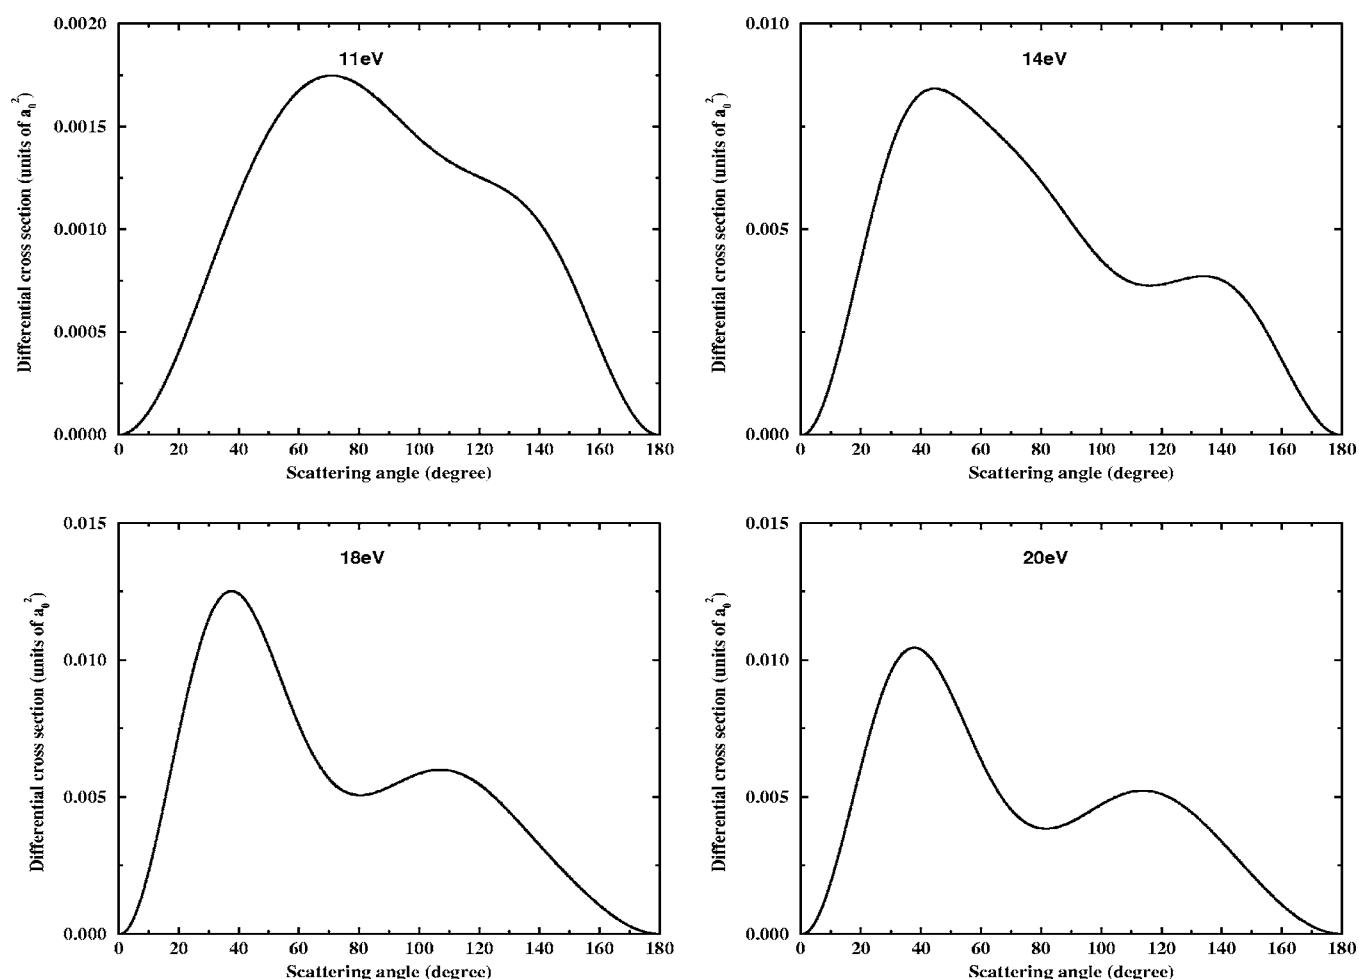 0.0020
0.0015
0.0010
0.0005
0.0000
Differential cross section (units of a₀²)
11eV
0 20 40 60 80 100 120 140 160 180
Scattering angle (degree)
0.010
0.005
0.000
Differential cross section (units of a₀²)
14eV
0 20 40 60 80 100 120 140 160 180
Scattering angle (degree)
0.015
0.010
0.005
0.000
Differential cross section (units of a₀²)
18eV
0 20 40 60 80 100 120 140 160 180
Scattering angle (degree)
0.015
0.010
0.005
0.000
Differential cross section (units of a₀²)
20eV
0 20 40 60 80 100 120 140 160 180
Scattering angle (degree)